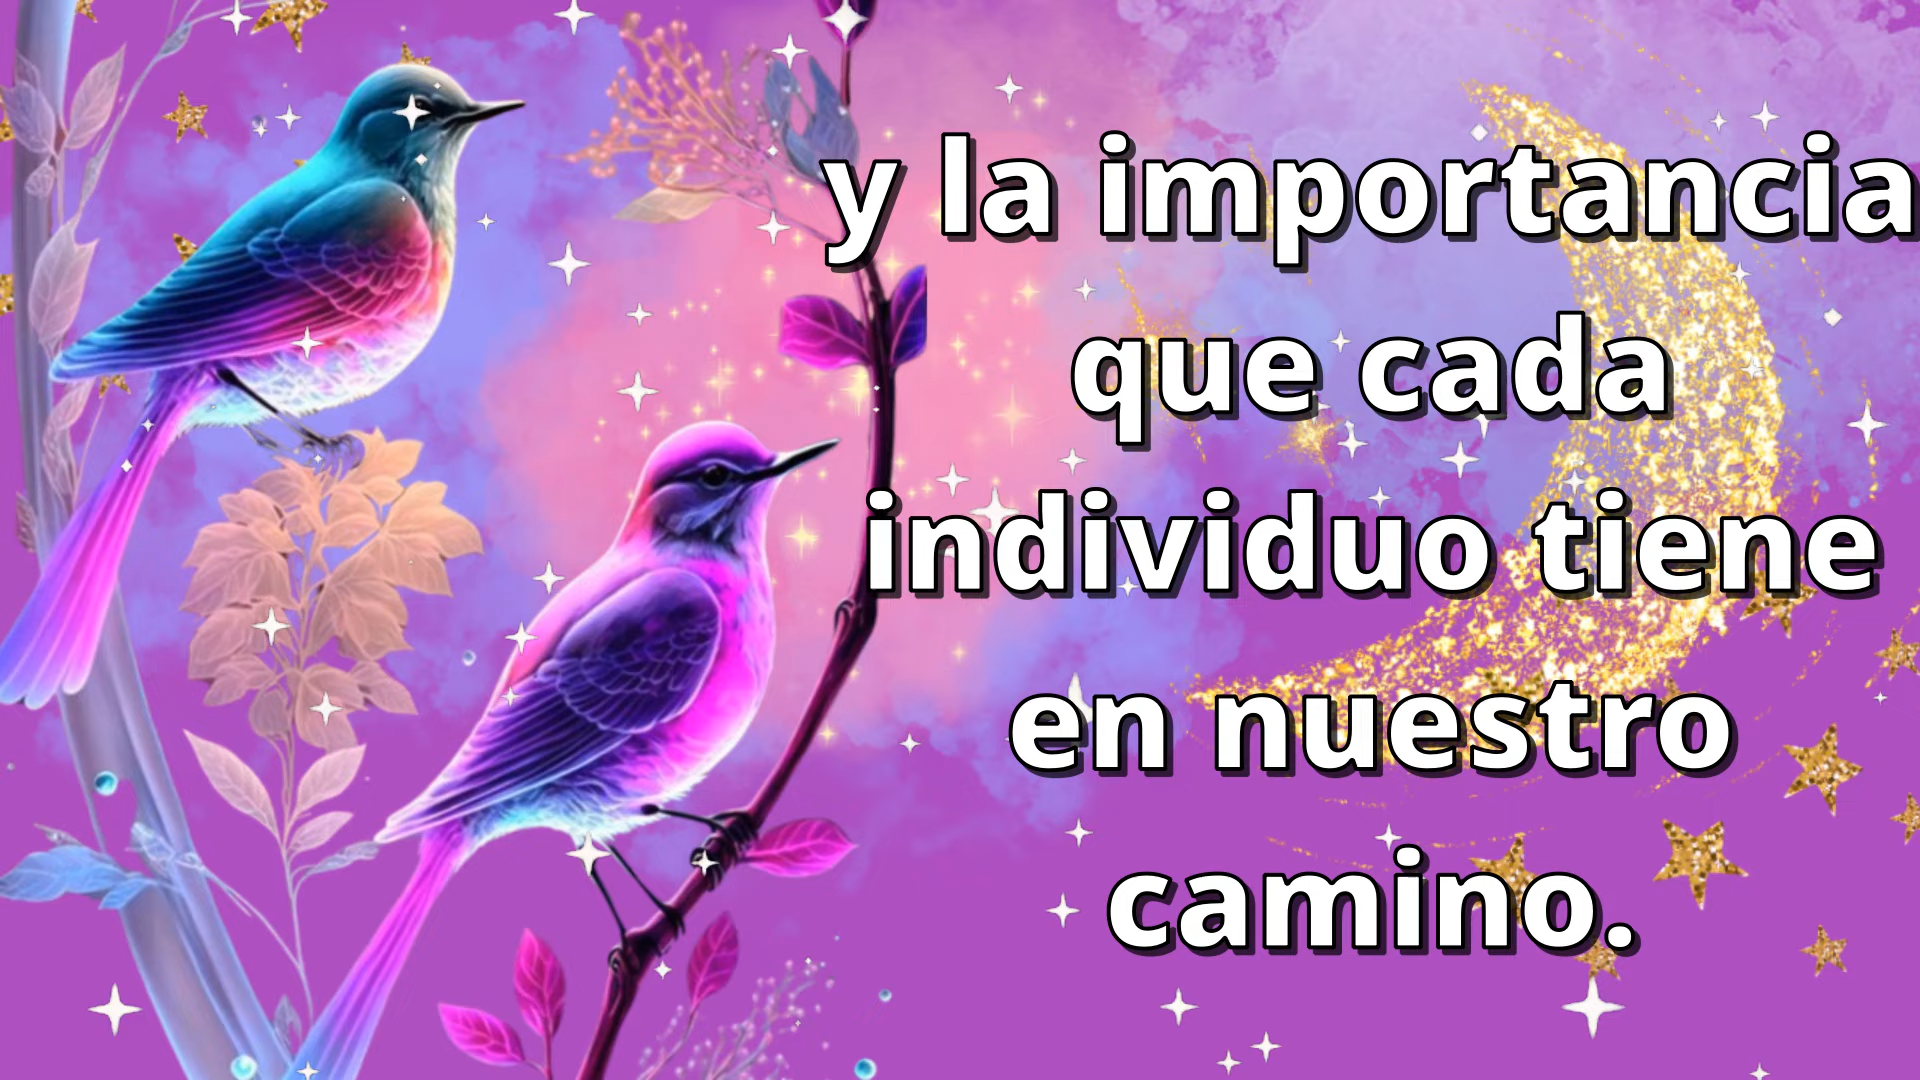 y la importancia
que cada
individuo tiene
en nuestro
camino.